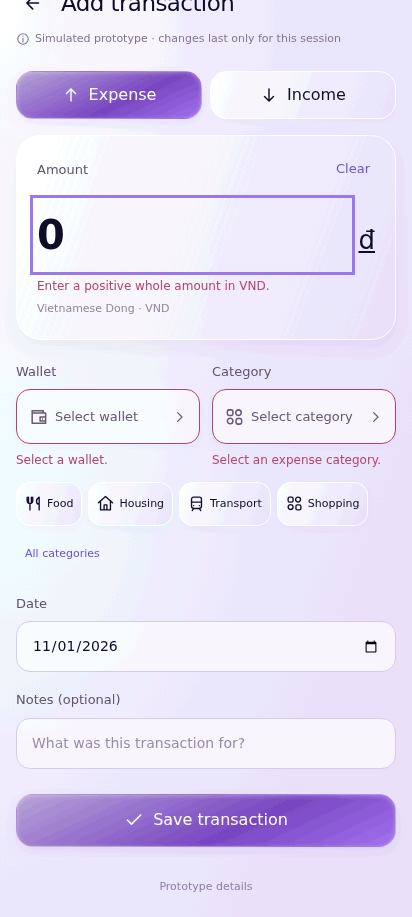 Add transaction
Simulated prototype · changes last only for this session
Expense
Income
Amount
Clear
0
đ
Enter a positive whole amount in VND.
Vietnamese Dong · VND
Wallet
Category
Select wallet
Select category
Select a wallet.
Select an expense category.
Food
Housing
Transport
Shopping
All categories
Date
11/01/2026
Notes (optional)
What was this transaction for?
Save transaction
Prototype details